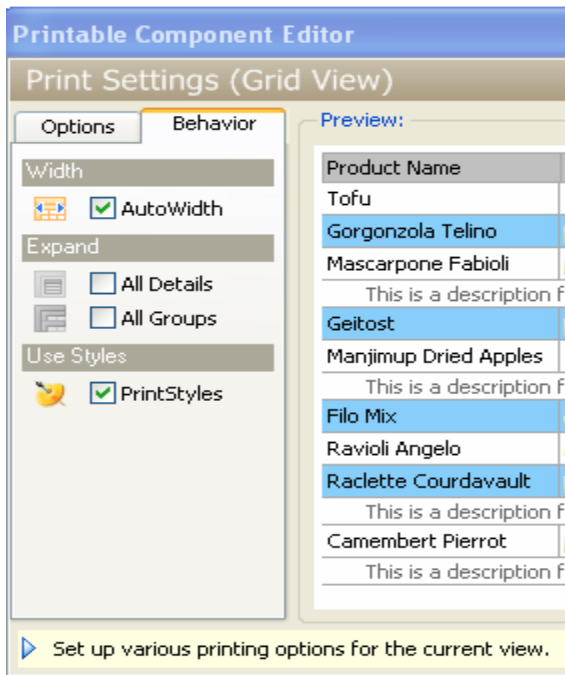 Printable Component Editor
Print Settings (Grid View)
Options
Behavior
Width
AutoWidth
Expand
All Details
All Groups
Use Styles
PrintStyles
Preview:
Product Name
Tofu
Gorgonzola Telino
Mascarpone Fabioli
This is a description f
Geitost
Manjimup Dried Apples
This is a description f
Filo Mix
Ravioli Angelo
Raclette Courdavault
This is a description f
Camembert Pierrot
This is a description f
Set up various printing options for the current view.